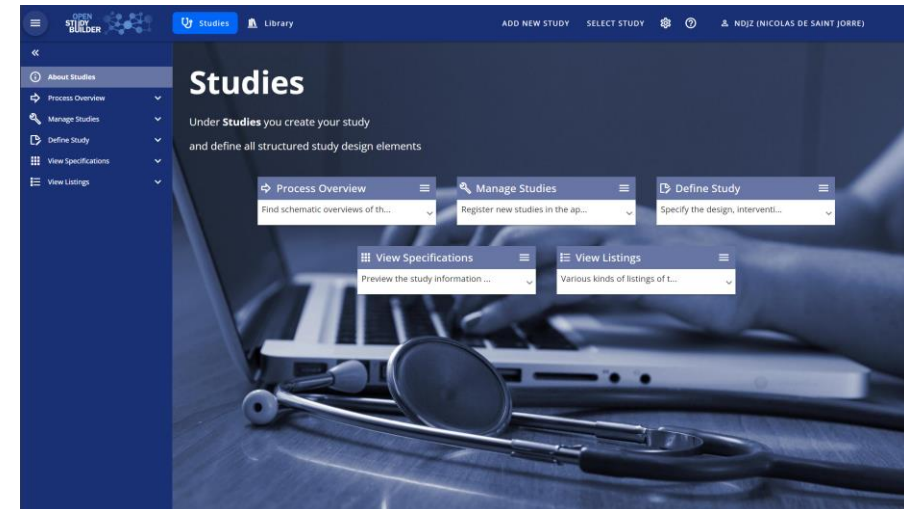 OPEN
STUDY
BUILDER
Studies
Library
ADD NEW STUDY
SELECT STUDY
NDJZ (NICOLAS DE SAINT JORRE)
About Studies
Process Overview
Manage Studies
Define Study
View Specifications
View Listings
Studies
Under Studies you create your study
and define all structured study design elements
Process Overview
Find schematic overviews of th...
Manage Studies
Register new studies in the ap...
Define Study
Specify the design, interventi...
View Specifications
Preview the study information ...
View Listings
Various kinds of listings of t...